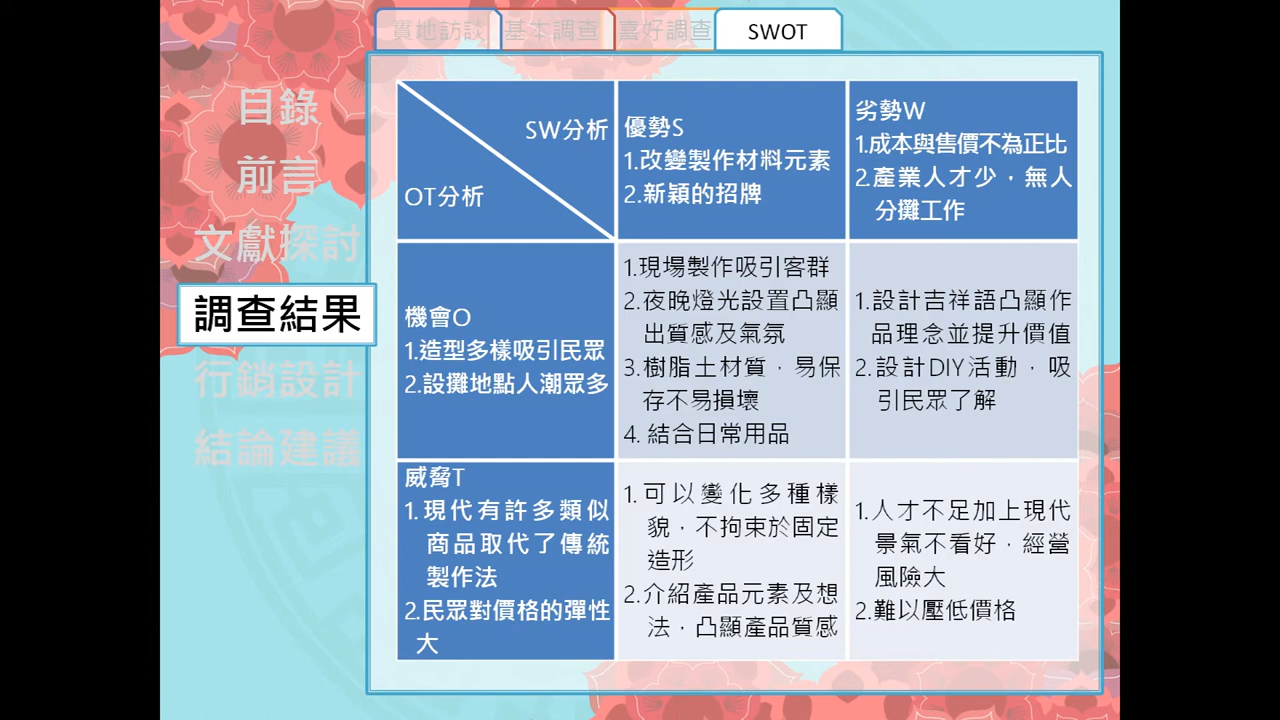 實地訪談 基本調查 喜好調查 SWOT
目錄
前言
文獻探討
調查結果
行銷設計
結論建議
SW分析
OT分析
優勢S
1.改變製作材料元素
2.新穎的招牌
劣勢W
1.成本與售價不為正比
2.產業人才少，無人
分攤工作
機會O
1.造型多樣吸引民眾
2.設攤地點人潮眾多
1.現場製作吸引客群
2.夜晚燈光設置凸顯
出質感及氣氛
3.樹脂土材質，易保
存不易損壞
4. 結合日常用品
1.設計吉祥語凸顯作
品理念並提升價值
2.設計DIY活動，吸
引民眾了解
威脅T
1.現代有許多類似
商品取代了傳統
製作法
2.民眾對價格的彈性
大
1.可以變化多種樣
貌，不拘束於固定
造形
2.介紹產品元素及想
法，凸顯產品質感
1.人才不足加上現代
景氣不看好，經營
風險大
2.難以壓低價格